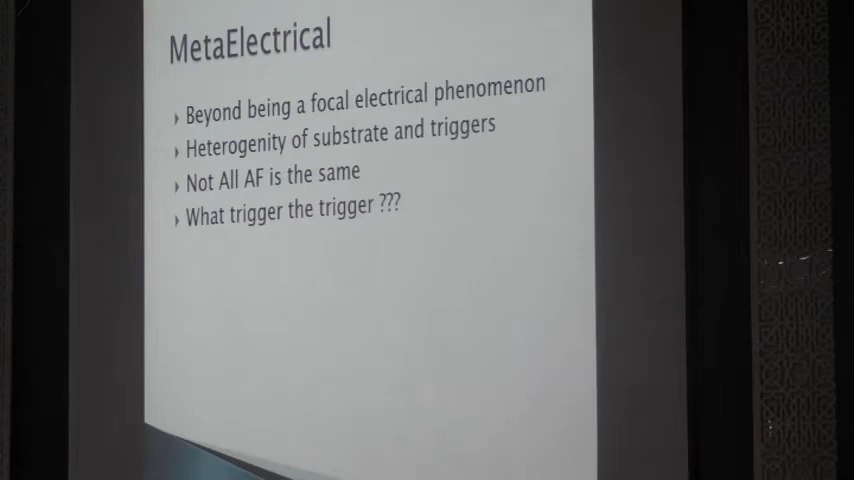 MetaElectrical
Beyond being a focal electrical phenomenon
Heterogenity of substrate and triggers
Not All AF is the same
What trigger the trigger ???